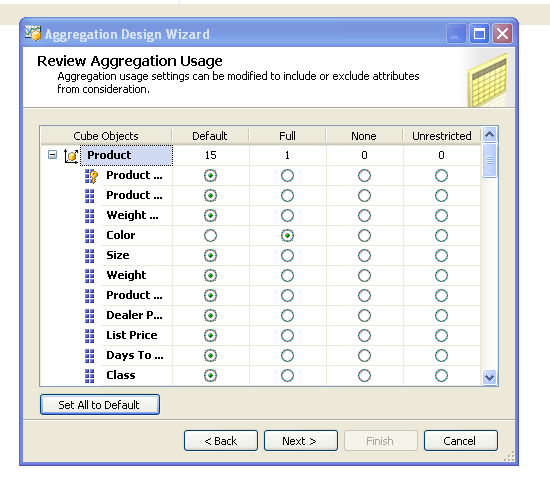 Aggregation Design Wizard
Review Aggregation Usage
Aggregation usage settings can be modified to include or exclude attributes
from consideration.
Cube Objects Default Full None Unrestricted
Product 15 1 0 0
Product ...
Product ...
Weight ...
Color
Size
Weight
Product ...
Dealer P...
List Price
Days To ...
Class
Set All to Default
< Back Next > Finish Cancel